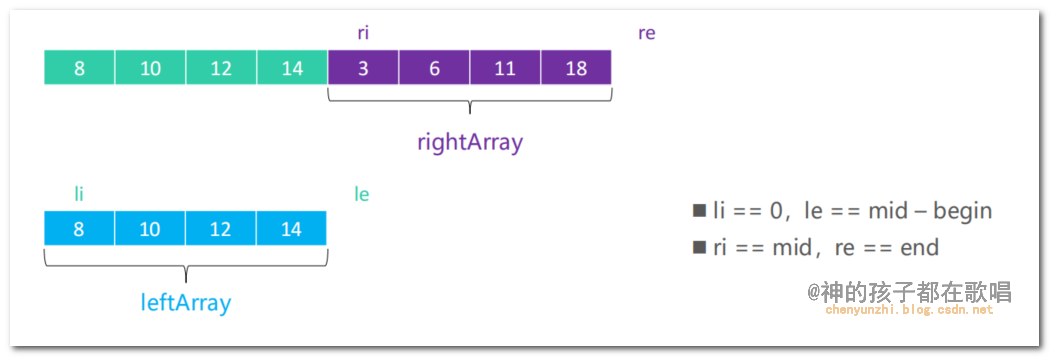 ri re
8 10 12 14 3 6 11 18
rightArray
li le
8 10 12 14
leftArray
■ li == 0，le == mid – begin
■ ri == mid，re == end
@神的孩子都在歌唱
chenyunzhi.blog.csdn.net